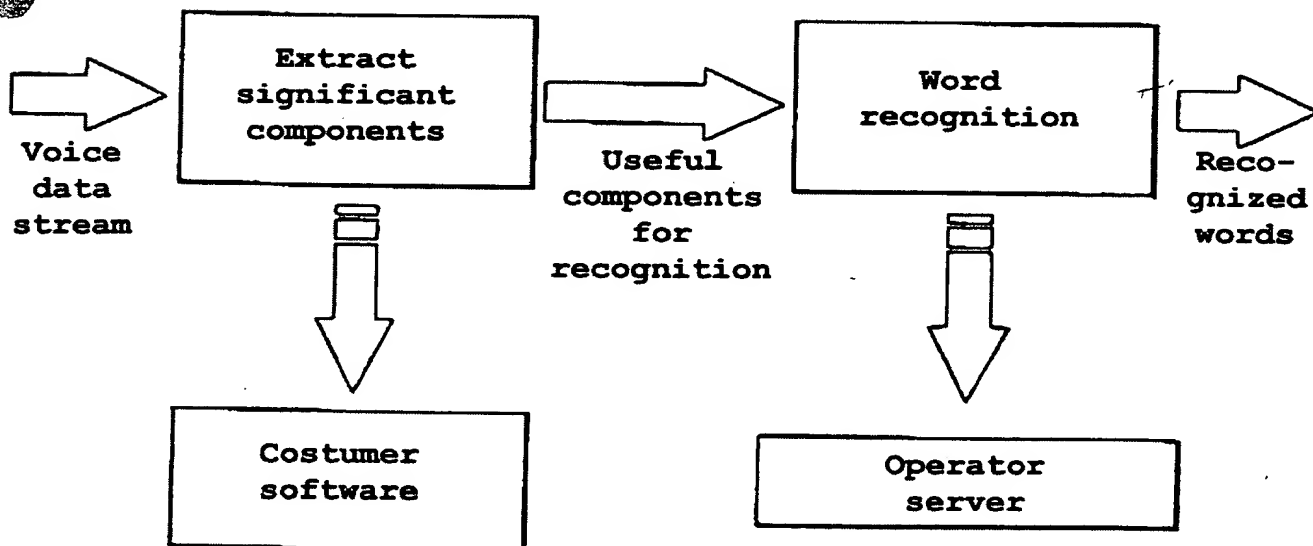 Extract
significant
components
Word
recognition
Voice
data
stream
Useful
components
for
recognition
Reco-
gnized
words
Costumer
software
Operator
server